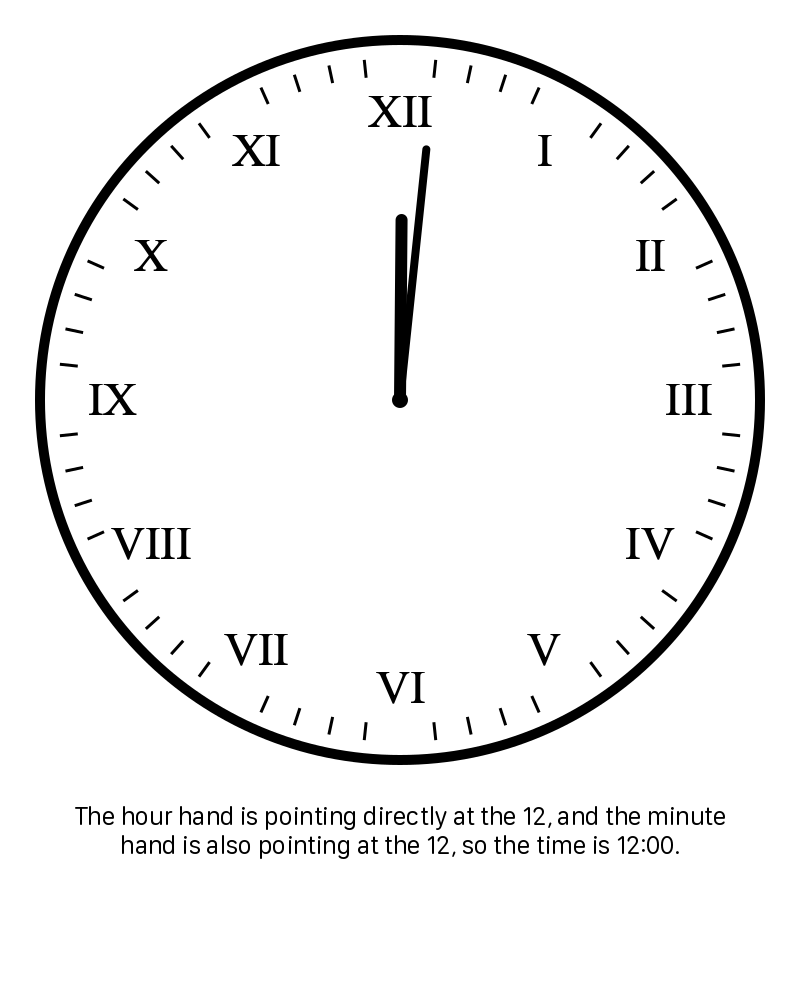 XII
XI
I
X
II
IX
III
VIII
IV
VII
V
VI
The hour hand is pointing directly at the 12, and the minute
hand is also pointing at the 12, so the time is 12:00.